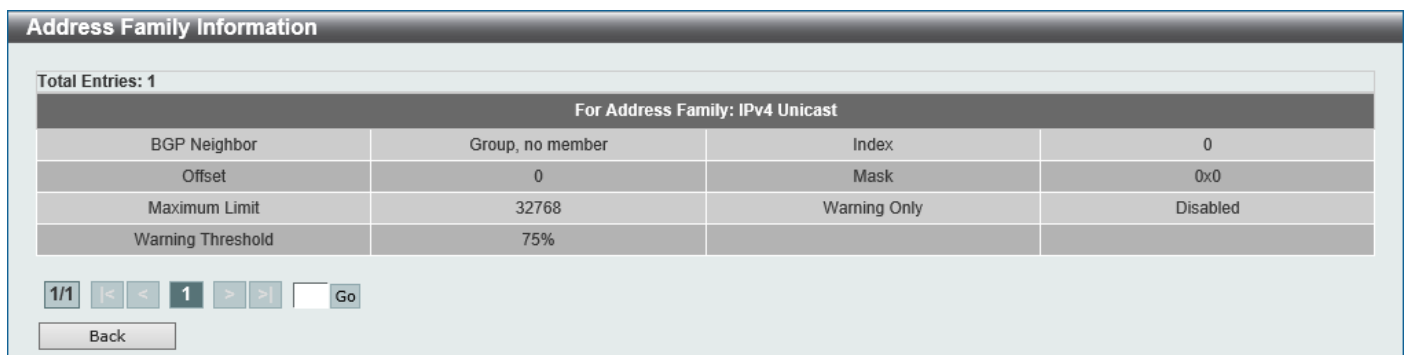 Address Family Information
Total Entries: 1
For Address Family: IPv4 Unicast
BGP Neighbor Group, no member Index 0
Offset 0 Mask 0x0
Maximum Limit 32768 Warning Only Disabled
Warning Threshold 75%
1/1 |< < 1 > >| Go
Back